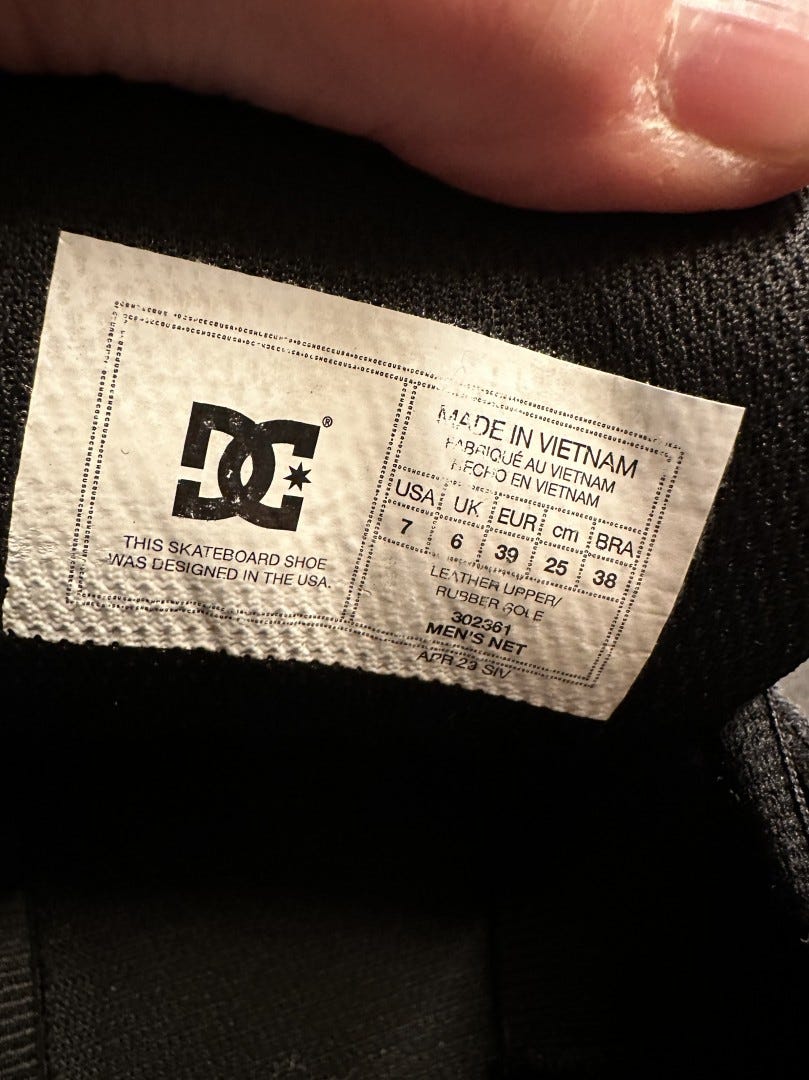 DC®
THIS SKATEBOARD SHOE
WAS DESIGNED IN THE USA.
MADE IN VIETNAM
FABRIQUÉ AU VIETNAM
HECHO EN VIETNAM
USA UK EUR cm BRA
7 6 39 25 38
LEATHER UPPER/
RUBBER SOLE
302361
MEN'S NET
APR 23 SIV